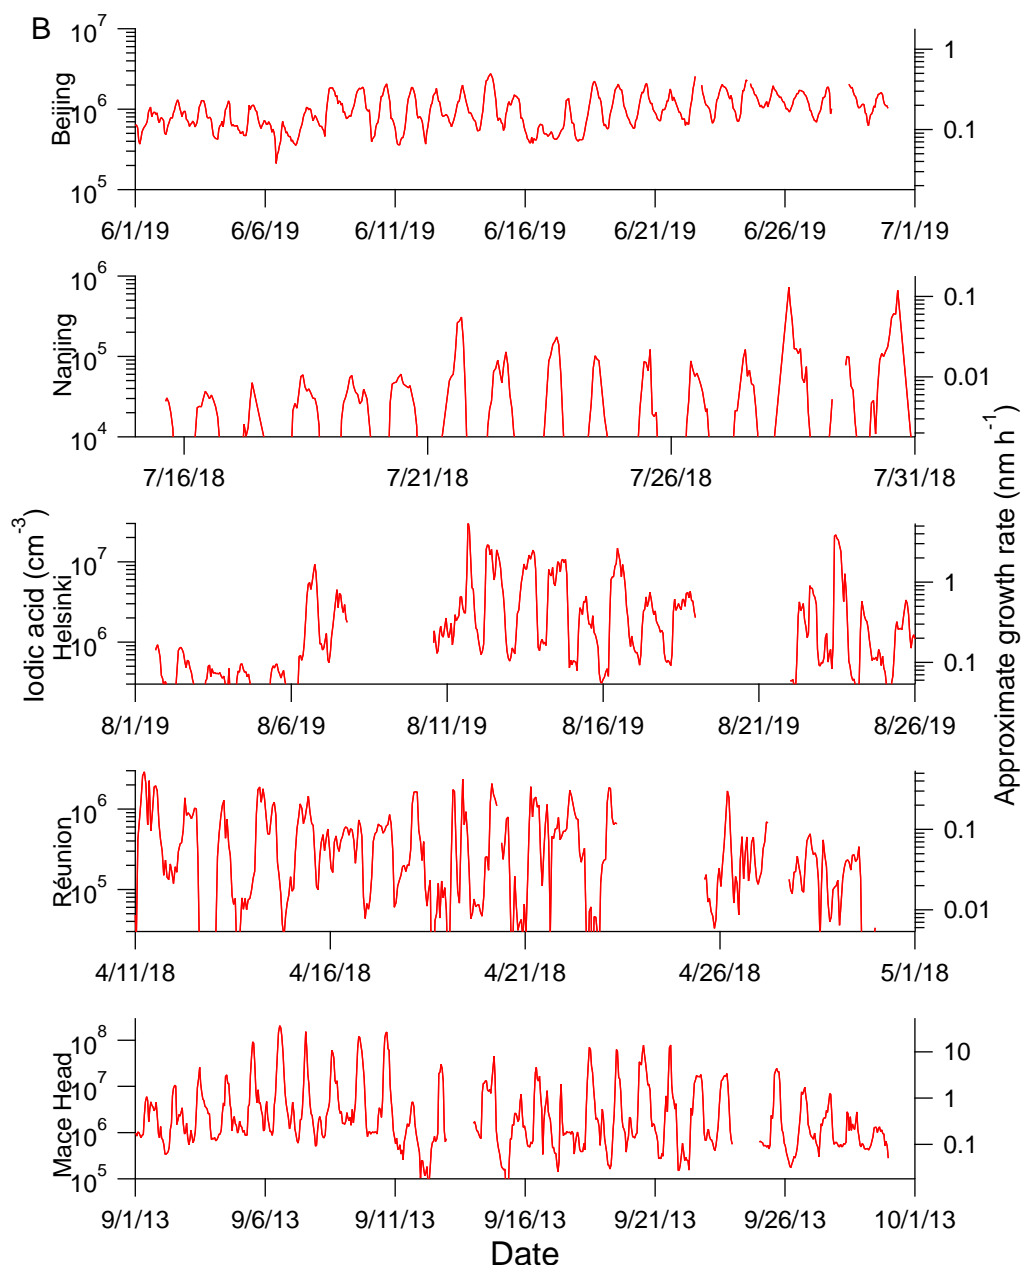 B
Iodic acid (cm-3)
Approximate growth rate (nm h-1)
Beijing
10^7
10^6
10^5
1
0.1
6/1/19 6/6/19 6/11/19 6/16/19 6/21/19 6/26/19 7/1/19
Nanjing
10^6
10^5
10^4
0.1
0.01
7/16/18 7/21/18 7/26/18 7/31/18
Helsinki
10^7
10^6
1
0.1
8/1/19 8/6/19 8/11/19 8/16/19 8/21/19 8/26/19
Réunion
10^6
10^5
0.1
0.01
4/11/18 4/16/18 4/21/18 4/26/18 5/1/18
Mace Head
10^8
10^7
10^6
10^5
10
1
0.1
9/1/13 9/6/13 9/11/13 9/16/13 9/21/13 9/26/13 10/1/13
Date